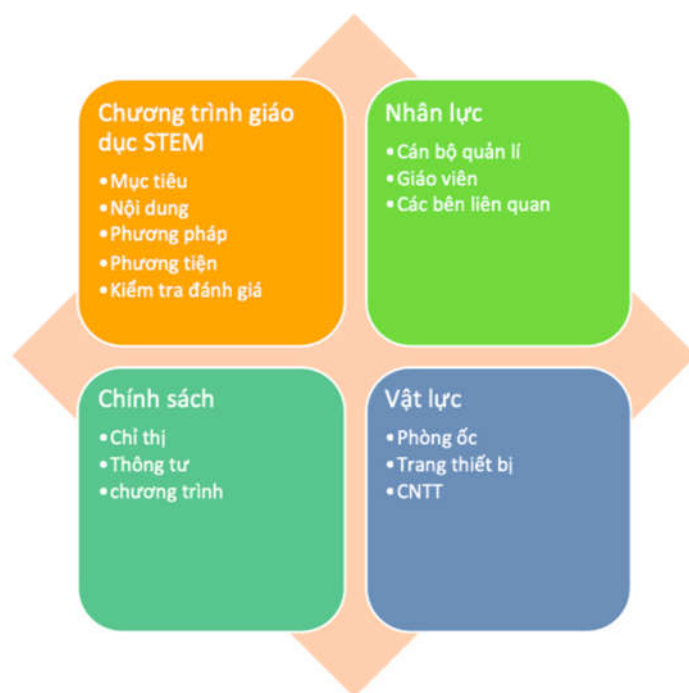 Chương trình giáo
dục STEM
•Mục tiêu
•Nội dung
•Phương pháp
•Phương tiện
•Kiểm tra đánh giá
Nhân lực
•Cán bộ quản lí
•Giáo viên
•Các bên liên quan
Chính sách
•Chỉ thị
•Thông tư
•chương trình
Vật lực
•Phòng ốc
•Trang thiết bị
•CNTT